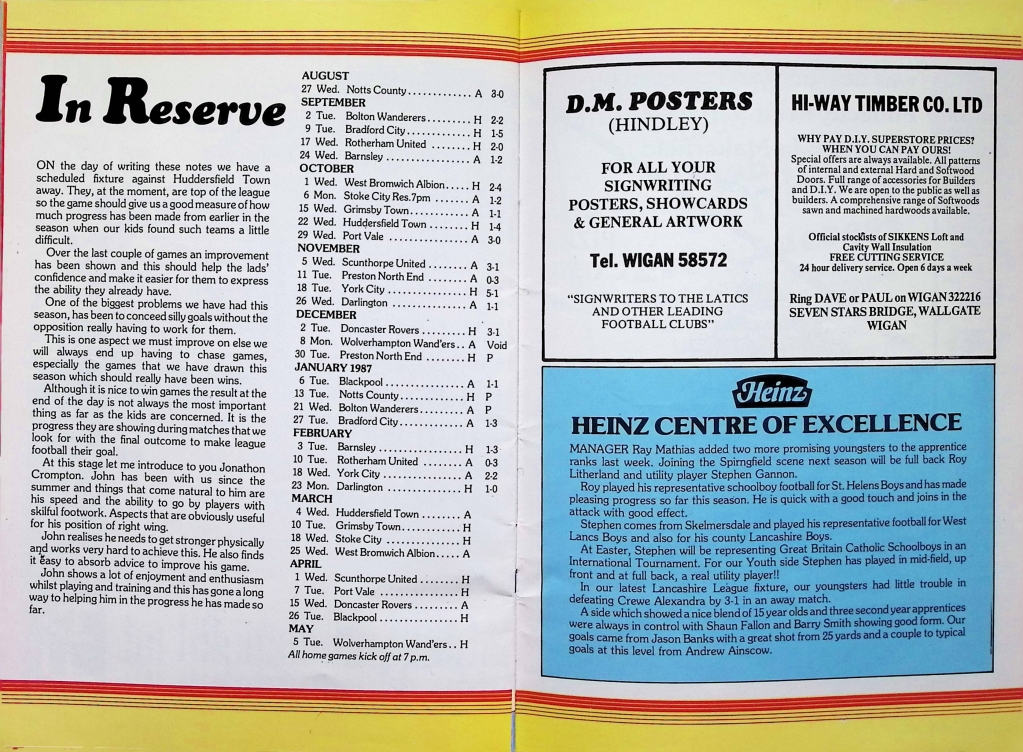 In Reserve
ON the day of writing these notes we have a
scheduled fixture against Huddersfield Town
away. They, at the moment, are top of the league
so the game should give us a good measure of how
much progress has been made from earlier in the
season when our kids found such teams a little
difficult.
Over the last couple of games an improvement
has been shown and this should help the lads'
confidence and make it easier for them to express
the ability they already have.
One of the biggest problems we have had this
season, has been to conceed silly goals without the
opposition really having to work for them.
This is one aspect we must improve on else we
will always end up having to chase games,
especially the games that we have drawn this
season which should really have been wins.
Although it is nice to win games the result at the
end of the day is not always the most important
thing as far as the kids are concerned. It is the
progress they are showing during matches that we
look for with the final outcome to make league
football their goal.
At this stage let me introduce to you Jonathon
Crompton. John has been with us since the
summer and things that come natural to him are
his speed and the ability to go by players with
skilful footwork. Aspects that are obviously useful
for his position of right wing.
John realises he needs to get stronger physically
and works very hard to achieve this. He also finds
it easy to absorb advice to improve his game.
John shows a lot of enjoyment and enthusiasm
whilst playing and training and this has gone a long
way to helping him in the progress he has made so
far.
AUGUST
27 Wed. Notts County............ A 3-0
SEPTEMBER
2 Tue. Bolton Wanderers........ H 2-2
9 Tue. Bradford City............ H 1-5
17 Wed. Rotherham United ....... H 2-0
24 Wed. Barnsley ............... A 1-2
OCTOBER
1 Wed. West Bromwich Albion..... H 2-4
6 Mon. Stoke City Res.7pm ...... A 1-2
15 Wed. Grimsby Town............ A 1-1
22 Wed. Huddersfield Town ....... H 1-4
29 Wed. Port Vale .............. A 3-0
NOVEMBER
5 Wed. Scunthorpe United ........ A 3-1
11 Tue. Preston North End ....... A 0-3
18 Tue. York City ............... H 5-1
26 Wed. Darlington .............. A 1-1
DECEMBER
2 Tue. Doncaster Rovers ......... H 3-1
8 Mon. Wolverhampton Wand'ers.. A Void
30 Tue. Preston North End ........ H P
JANUARY 1987
6 Tue. Blackpool ................ A 1-1
13 Tue. Notts County............. H P
21 Wed. Bolton Wanderers......... A P
27 Tue. Bradford City............ A 1-3
FEBRUARY
3 Tue. Barnsley ................. H 1-3
10 Tue. Rotherham United ........ A 0-3
18 Wed. York City ............... A 2-2
23 Mon. Darlington .............. H 1-0
MARCH
4 Wed. Huddersfield Town ........ A
10 Tue. Grimsby Town............. H
18 Wed. Stoke City .............. H
25 Wed. West Bromwich Albion..... A
APRIL
1 Wed. Scunthorpe United ........ H
7 Tue. Port Vale ................ H
15 Wed. Doncaster Rovers ........ A
26 Tue. Blackpool ............... H
MAY
5 Tue. Wolverhampton Wand'ers.. H
All home games kick off at 7 p.m.
D.M. POSTERS
(HINDLEY)
FOR ALL YOUR
SIGNWRITING
POSTERS, SHOWCARDS
& GENERAL ARTWORK
Tel. WIGAN 58572
"SIGNWRITERS TO THE LATICS
AND OTHER LEADING
FOOTBALL CLUBS"
HI-WAY TIMBER CO. LTD
WHY PAY D.I.Y. SUPERSTORE PRICES?
WHEN YOU CAN PAY OURS!
Special offers are always available. All patterns
of internal and external Hard and Softwood
Doors. Full range of accessories for Builders
and D.I.Y. We are open to the public as well as
builders. A comprehensive range of Softwoods
sawn and machined hardwoods available.
Official stockists of SIKKENS Loft and
Cavity Wall Insulation
FREE CUTTING SERVICE
24 hour delivery service. Open 6 days a week
Ring DAVE or PAUL on WIGAN 322216
SEVEN STARS BRIDGE, WALLGATE
WIGAN
Heinz
HEINZ CENTRE OF EXCELLENCE
MANAGER Ray Mathias added two more promising youngsters to the apprentice
ranks last week. Joining the Spirngfield scene next season will be full back Roy
Litherland and utility player Stephen Gannon.
Roy played his representative schoolboy football for St. Helens Boys and has made
pleasing progress so far this season. He is quick with a good touch and joins in the
attack with good effect.
Stephen comes from Skelmersdale and played his representative football for West
Lancs Boys and also for his county Lancashire Boys.
At Easter, Stephen will be representing Great Britain Catholic Schoolboys in an
International Tournament. For our Youth side Stephen has played in mid-field, up
front and at full back, a real utility player!!
In our latest Lancashire League fixture, our youngsters had little trouble in
defeating Crewe Alexandra by 3-1 in an away match.
A side which showed a nice blend of 15 year olds and three second year apprentices
were always in control with Shaun Fallon and Barry Smith showing good form. Our
goals came from Jason Banks with a great shot from 25 yards and a couple to typical
goals at this level from Andrew Ainscow.